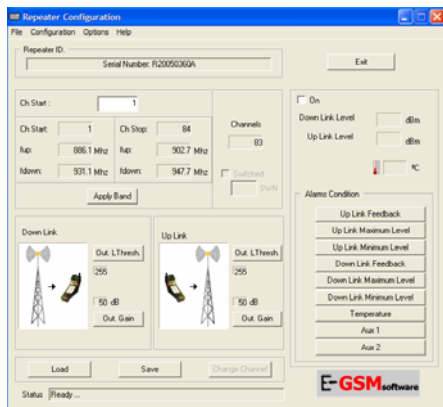 Repeater Configuration
File Configuration Options Help
Repeater ID.
Serial Number: R20050360A
Exit
Ch Start : 1
Ch Start: 1 Ch Stop: 84
fup: 886.1 Mhz fup: 902.7 Mhz
fdown: 931.1 Mhz fdown: 947.7 Mhz
Apply Band
Channels
83
Switched
SWN
On
Down Link Level dBm
Up Link Level dBm
ºC
Alarms Condition
Up Link Feedback
Up Link Maximum Level
Up Link Minimum Level
Down Link Feedback
Down Link Maximum Level
Down Link Minimum Level
Temperature
Aux 1
Aux 2
Down Link
Out. LThresh.
255
50 dB
Out. Gain
Up Link
Out. LThresh.
255
50 dB
Out. Gain
Load Save Change Channel
Status Ready ...
E-GSMsoftware